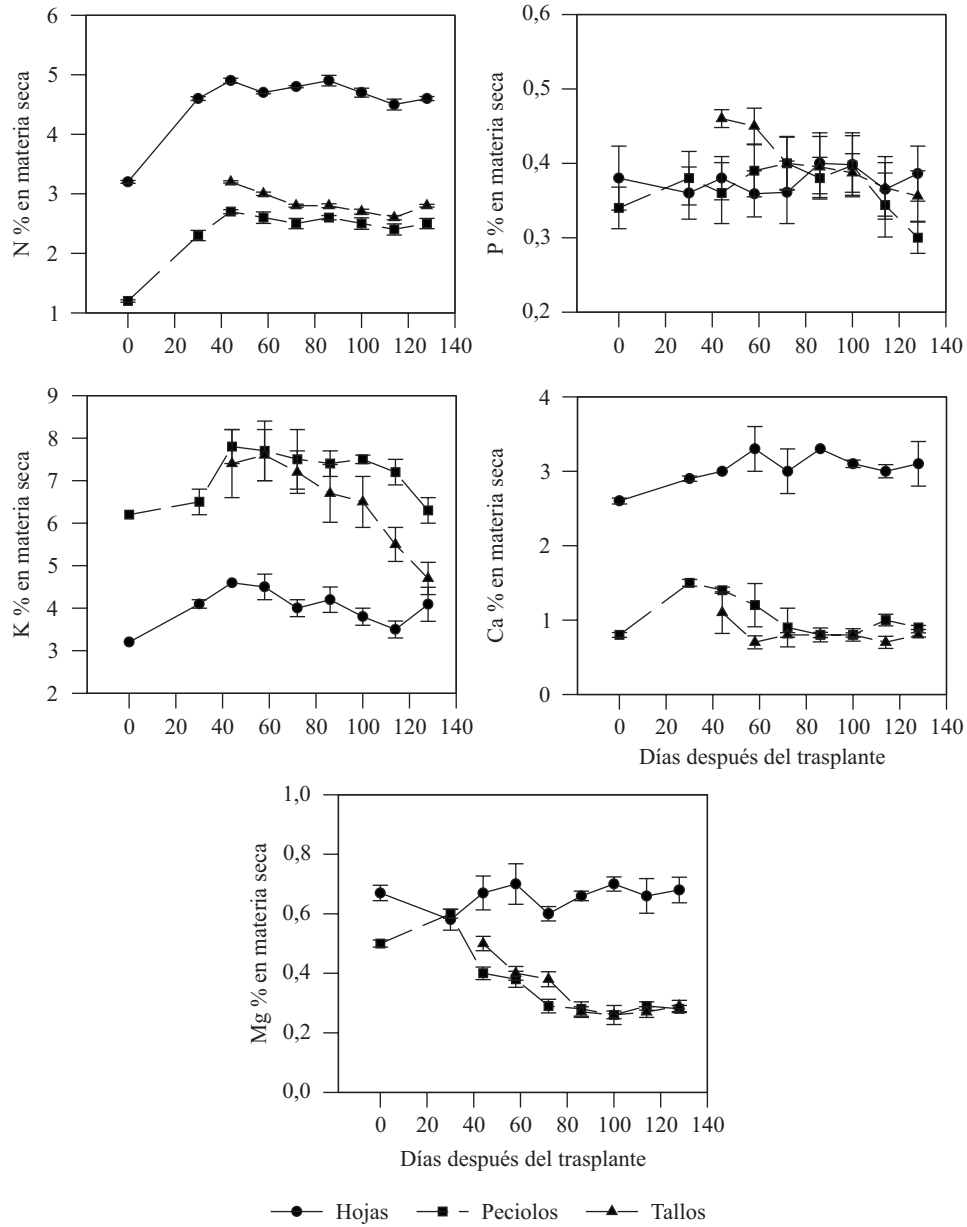 N % en materia seca
6
5
4
3
2
1
0 20 40 60 80 100 120 140
P % en materia seca
0,6
0,5
0,4
0,3
0,2
0 20 40 60 80 100 120 140
K % en materia seca
9
8
7
6
5
4
3
2
0 20 40 60 80 100 120 140
Ca % en materia seca
4
3
2
1
0
0 20 40 60 80 100 120 140
Días después del trasplante
Mg % en materia seca
1,0
0,8
0,6
0,4
0,2
0,0
0 20 40 60 80 100 120 140
Días después del trasplante
Hojas Peciolos Tallos